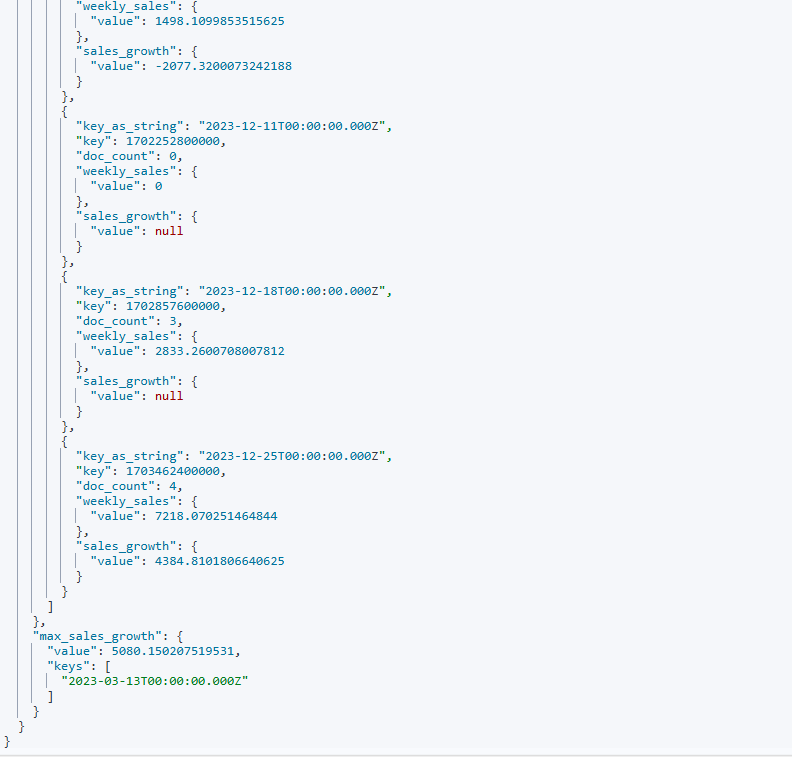 "weekly_sales": {
"value": 1498.1099853515625
},
"sales_growth": {
"value": -2077.3200073242188
}
},
{
"key_as_string": "2023-12-11T00:00:00.000Z",
"key": 1702252800000,
"doc_count": 0,
"weekly_sales": {
"value": 0
},
"sales_growth": {
"value": null
}
},
{
"key_as_string": "2023-12-18T00:00:00.000Z",
"key": 1702857600000,
"doc_count": 3,
"weekly_sales": {
"value": 2833.2600708007812
},
"sales_growth": {
"value": null
}
},
{
"key_as_string": "2023-12-25T00:00:00.000Z",
"key": 1703462400000,
"doc_count": 4,
"weekly_sales": {
"value": 7218.070251464844
},
"sales_growth": {
"value": 4384.8101806640625
}
}
]
},
"max_sales_growth": {
"value": 5080.150207519531,
"keys": [
"2023-03-13T00:00:00.000Z"
]
}
}
}